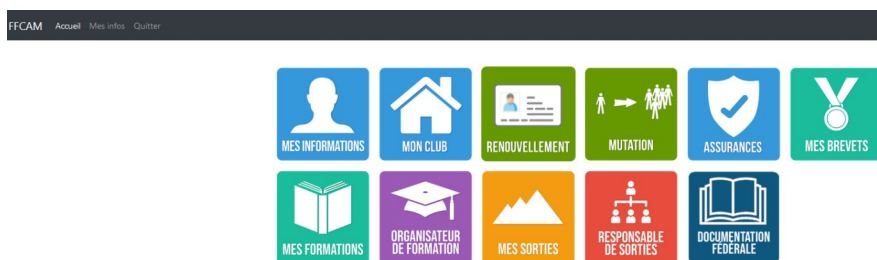 FFCAM Accueil Mes infos Quitter
MES INFORMATIONS
MON CLUB
RENOUVELLEMENT
MUTATION
ASSURANCES
MES BREVETS
MES FORMATIONS
ORGANISATEUR
DE FORMATION
MES SORTIES
RESPONSABLE
DE SORTIES
DOCUMENTATION
FÉDÉRALE